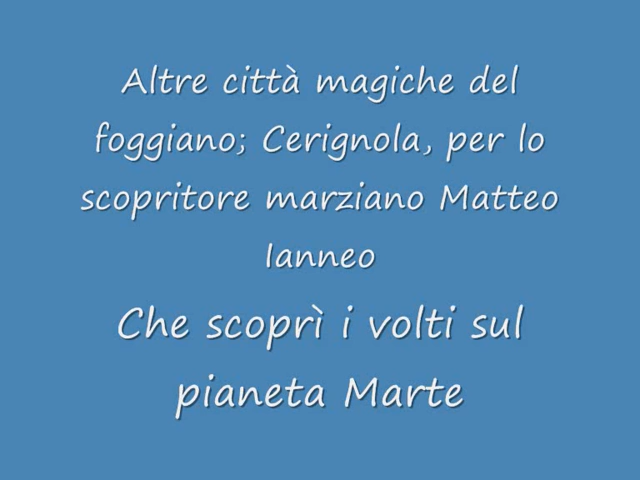 Altre città magiche del
foggiano; Cerignola, per lo
scopritore marziano Matteo
Ianneo
Che scoprì i volti sul
pianeta Marte